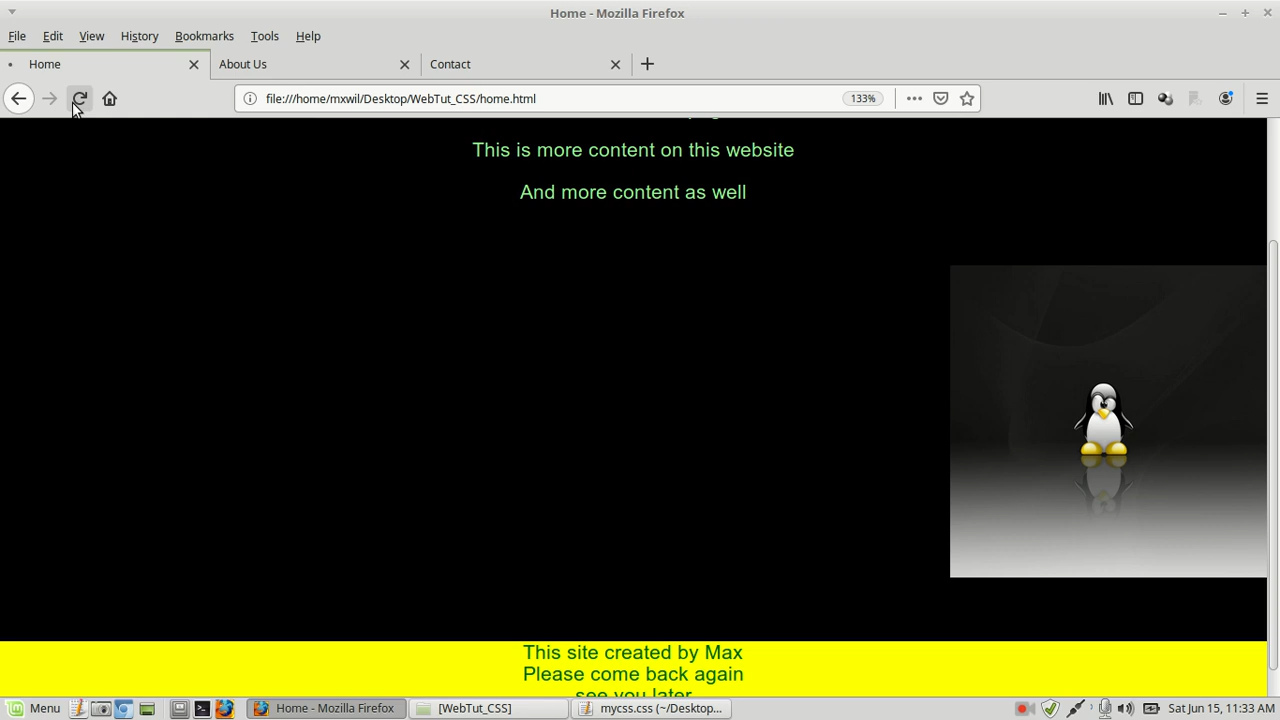 Home - Mozilla Firefox
File Edit View History Bookmarks Tools Help
Home About Us Contact
file:///home/mxwil/Desktop/WebTut_CSS/home.html 133%
This is more content on this website
And more content as well
This site created by Max
Please come back again
see you later
Menu Home - Mozilla Firefox [WebTut_CSS] mycss.css (~/Desktop... Sat Jun 15, 11:33 AM